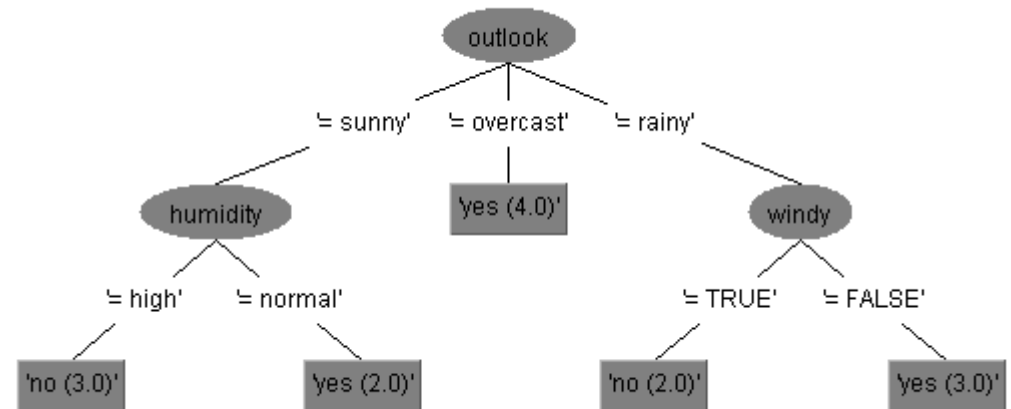 outlook
'= sunny' '= overcast' '= rainy'
humidity 'yes (4.0)' windy
'= high' '= normal' '= TRUE' '= FALSE'
'no (3.0)' 'yes (2.0)' 'no (2.0)' 'yes (3.0)'